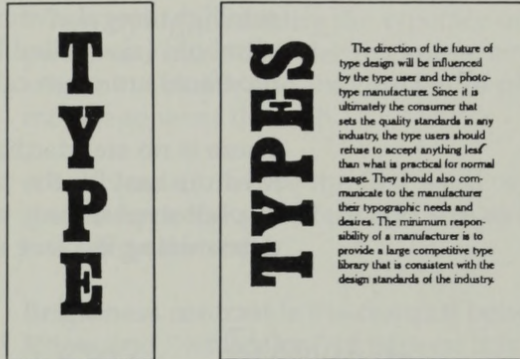 TYPE
TYPES
The direction of the future of
type design will be influenced
by the type user and the photo-
type manufacturer. Since it is
ultimately the consumer that
sets the quality standards in any
industry, the type users should
refuse to accept anything less
than what is practical for normal
usage. They should also com-
municate to the manufacturer
their typographic needs and
desires. The minimum respon-
sibility of a manufacturer is to
provide a large competitive type
library that is consistent with the
design standards of the industry.